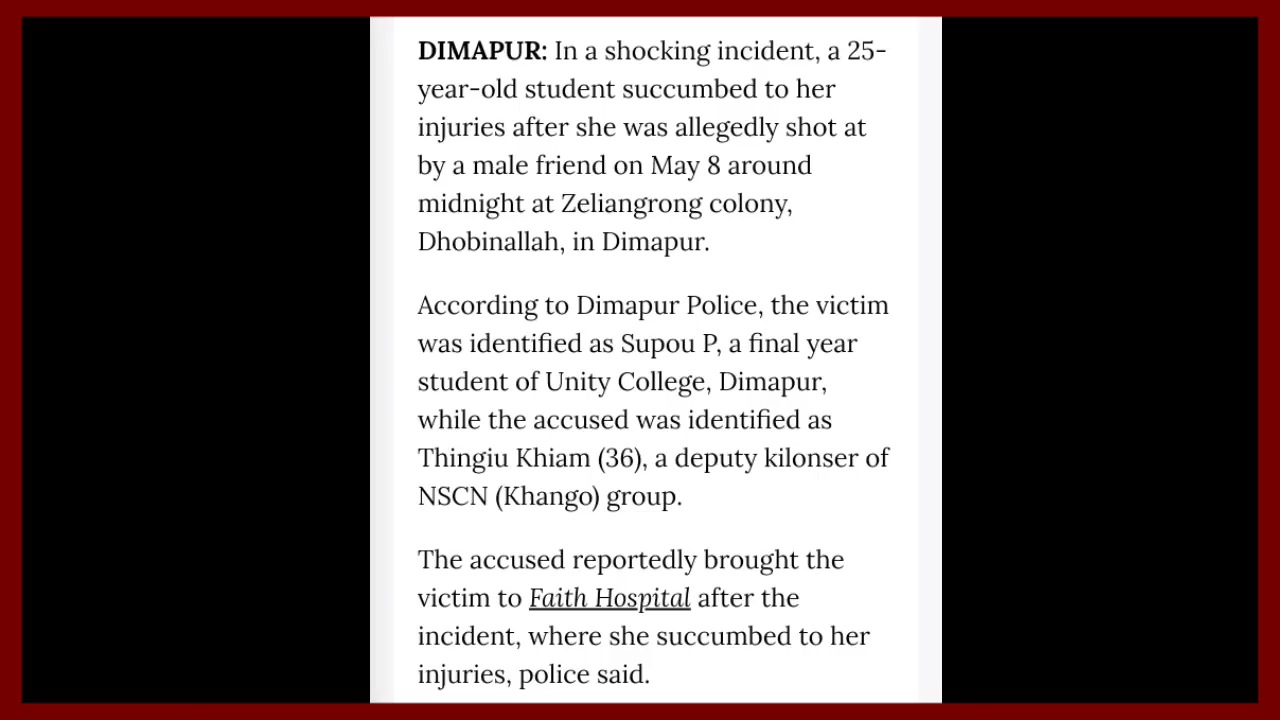 DIMAPUR: In a shocking incident, a 25-
year-old student succumbed to her
injuries after she was allegedly shot at
by a male friend on May 8 around
midnight at Zeliangrong colony,
Dhobinallah, in Dimapur.
According to Dimapur Police, the victim
was identified as Supou P, a final year
student of Unity College, Dimapur,
while the accused was identified as
Thingiu Khiam (36), a deputy kilonser of
NSCN (Khango) group.
The accused reportedly brought the
victim to Faith Hospital after the
incident, where she succumbed to her
injuries, police said.